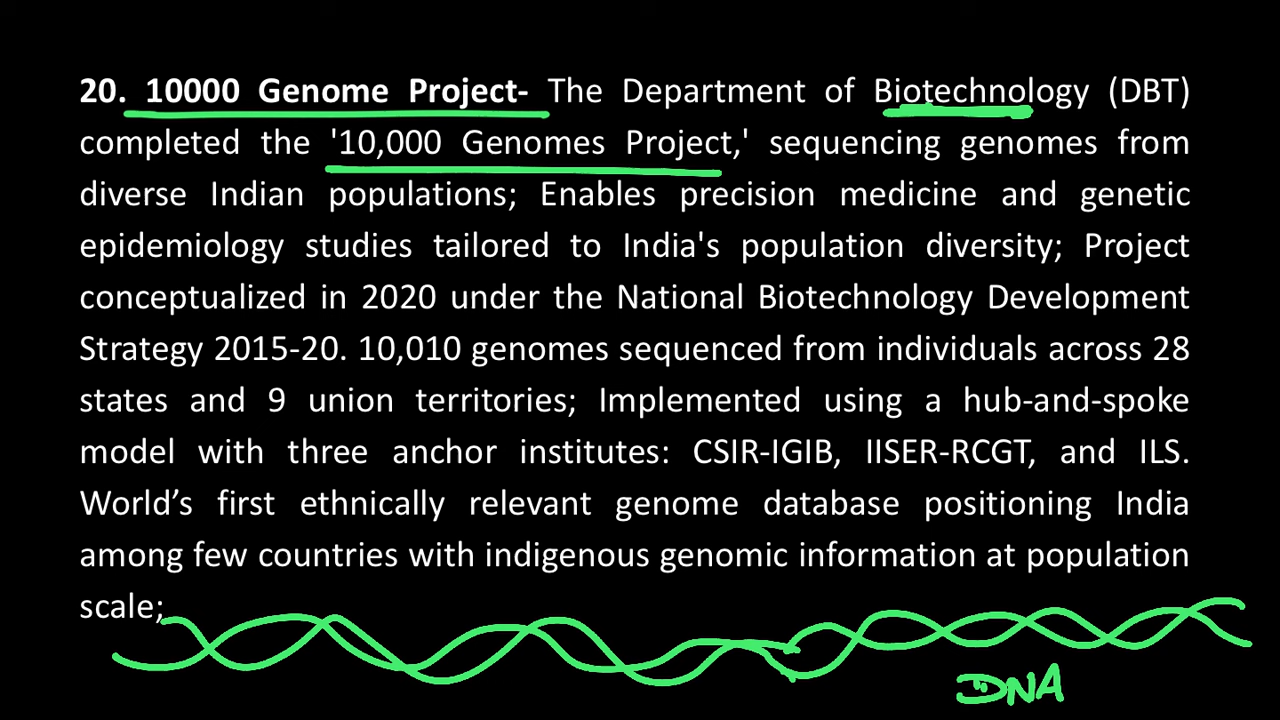 20. 10000 Genome Project- The Department of Biotechnology (DBT)
completed the '10,000 Genomes Project,' sequencing genomes from
diverse Indian populations; Enables precision medicine and genetic
epidemiology studies tailored to India's population diversity; Project
conceptualized in 2020 under the National Biotechnology Development
Strategy 2015-20. 10,010 genomes sequenced from individuals across 28
states and 9 union territories; Implemented using a hub-and-spoke
model with three anchor institutes: CSIR-IGIB, IISER-RCGT, and ILS.
World’s first ethnically relevant genome database positioning India
among few countries with indigenous genomic information at population
scale;
DNA